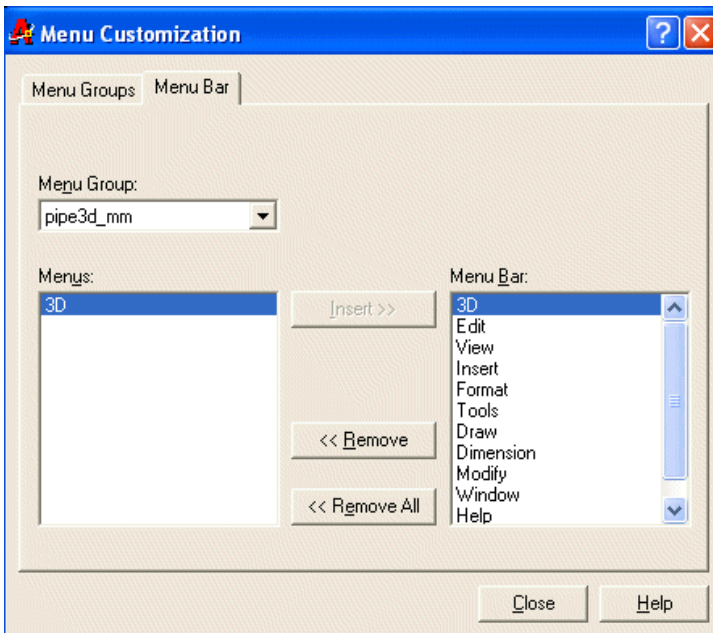 Menu Customization
Menu Groups Menu Bar
Menu Group:
pipe3d_mm
Menus:
3D
Insert >>
<< Remove
<< Remove All
Menu Bar:
3D
Edit
View
Insert
Format
Tools
Draw
Dimension
Modify
Window
Help
Close Help